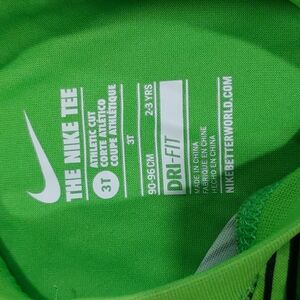 THE NIKE TEE
ATHLETIC CUT
CORTE ATLÉTICO
COUPE ATHLÉTIQUE
3T
3T
2-3 YRS
90-96 CM
DRI-FIT
MADE IN CHINA
FABRIQUÉ EN CHINE
HECHO EN CHINA
NIKEBETTERWORLD.COM